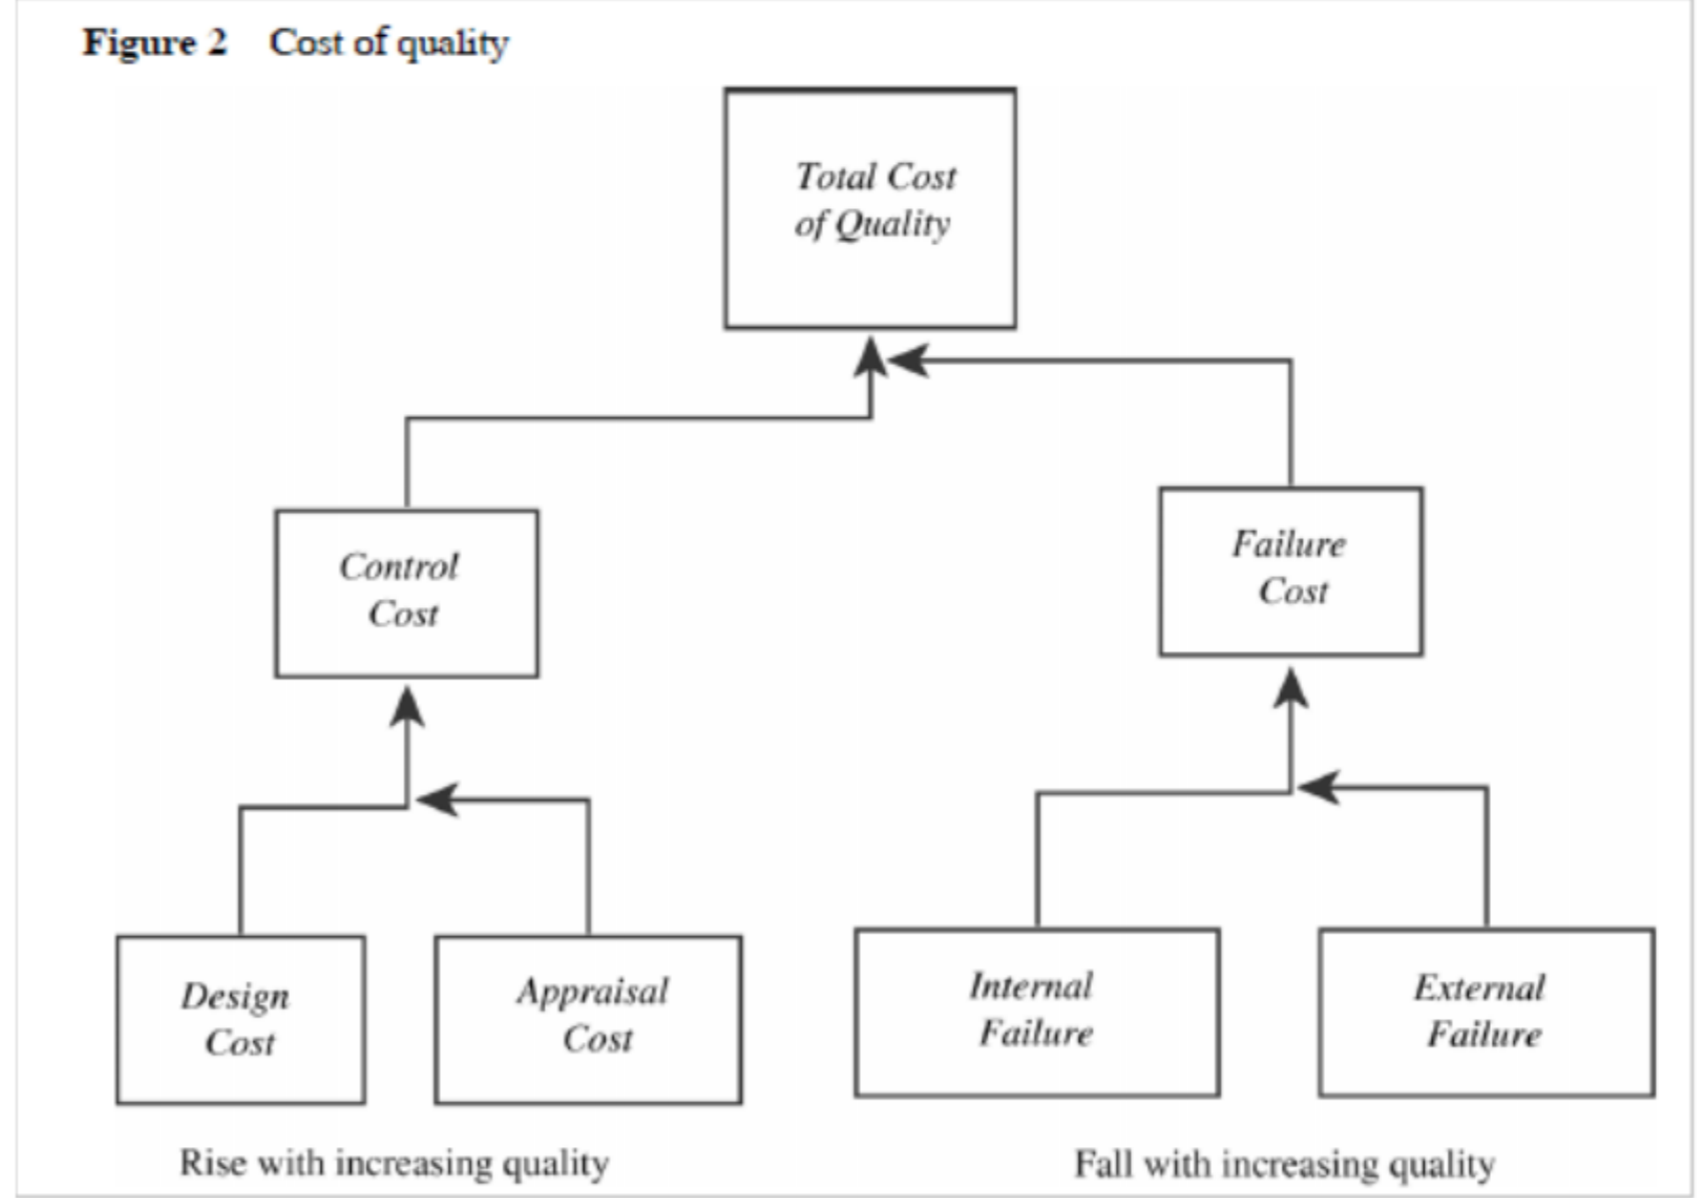 Figure 2 Cost of quality
Total Cost
of Quality
Control
Cost
Failure
Cost
Design
Cost
Appraisal
Cost
Internal
Failure
External
Failure
Rise with increasing quality
Fall with increasing quality